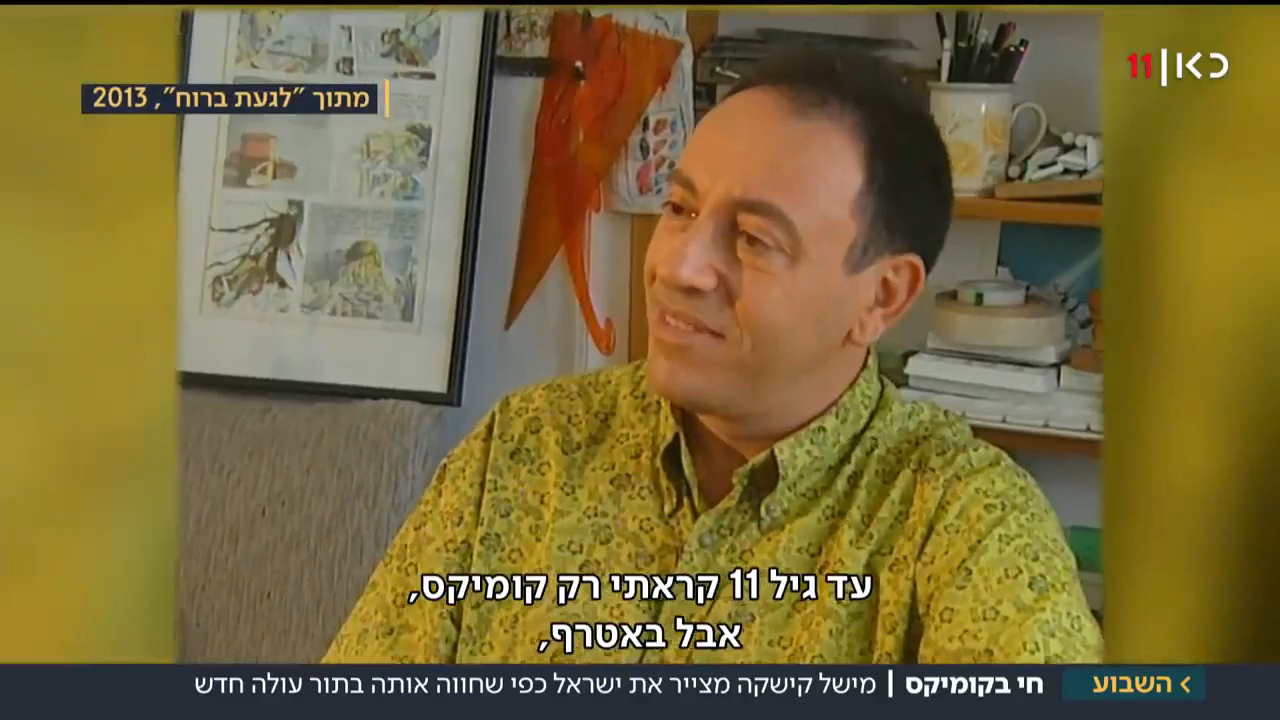 כאן|11
מתוך "לגעת ברוח", 2013
עד גיל 11 קראתי רק קומיקס,
אבל באטרף,
השבוע
חי בקומיקס | מישל קישקה מצייר את ישראל כפי שחווה אותה בתור עולה חדש